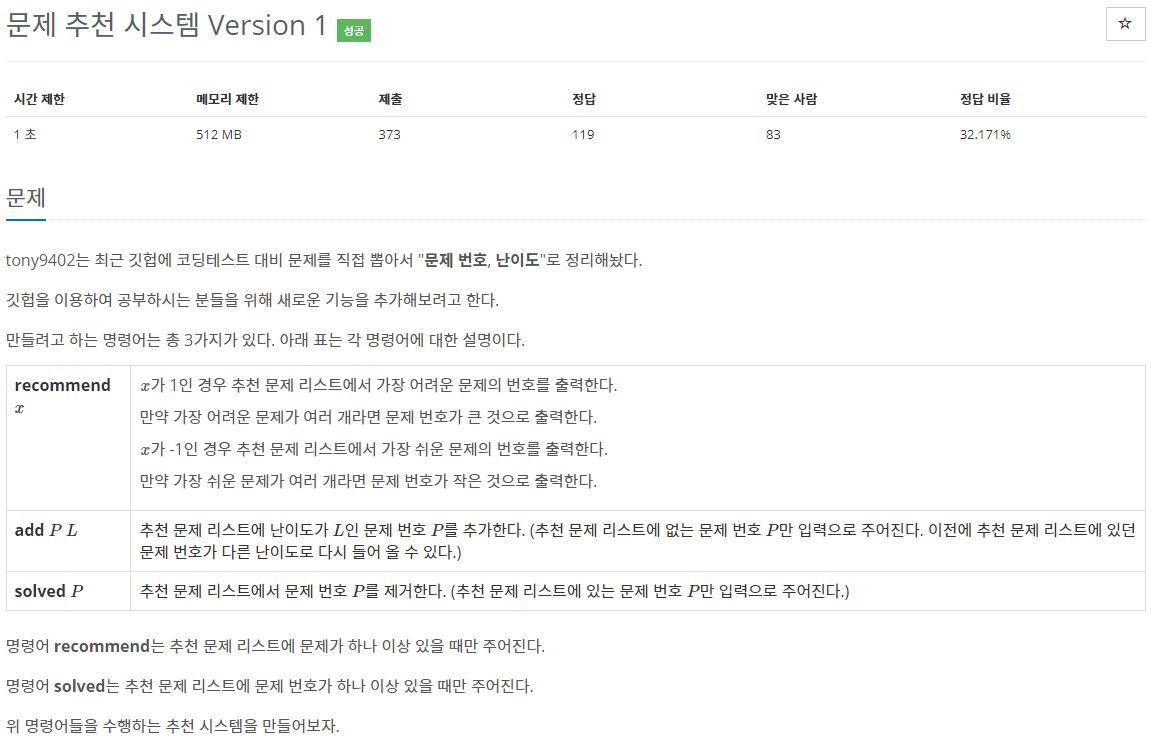 문제 추천 시스템 Version 1 성공
시간 제한 메모리 제한 제출 정답 맞은 사람 정답 비율
1 초 512 MB 373 119 83 32.171%
문제
tony9402는 최근 깃헙에 코딩테스트 대비 문제를 직접 뽑아서 "문제 번호, 난이도"로 정리해놨다.
깃헙을 이용하여 공부하시는 분들을 위해 새로운 기능을 추가해보려고 한다.
만들려고 하는 명령어는 총 3가지가 있다. 아래 표는 각 명령어에 대한 설명이다.
recommend
x
x가 1인 경우 추천 문제 리스트에서 가장 어려운 문제의 번호를 출력한다.
만약 가장 어려운 문제가 여러 개라면 문제 번호가 큰 것으로 출력한다.
x가 -1인 경우 추천 문제 리스트에서 가장 쉬운 문제의 번호를 출력한다.
만약 가장 쉬운 문제가 여러 개라면 문제 번호가 작은 것으로 출력한다.
add P L
추천 문제 리스트에 난이도가 L인 문제 번호 P를 추가한다. (추천 문제 리스트에 없는 문제 번호 P만 입력으로 주어진다. 이전에 추천 문제 리스트에 있던
문제 번호가 다른 난이도로 다시 들어 올 수 있다.)
solved P
추천 문제 리스트에서 문제 번호 P를 제거한다. (추천 문제 리스트에 있는 문제 번호 P만 입력으로 주어진다.)
명령어 recommend는 추천 문제 리스트에 문제가 하나 이상 있을 때만 주어진다.
명령어 solved는 추천 문제 리스트에 문제 번호가 하나 이상 있을 때만 주어진다.
위 명령어들을 수행하는 추천 시스템을 만들어보자.